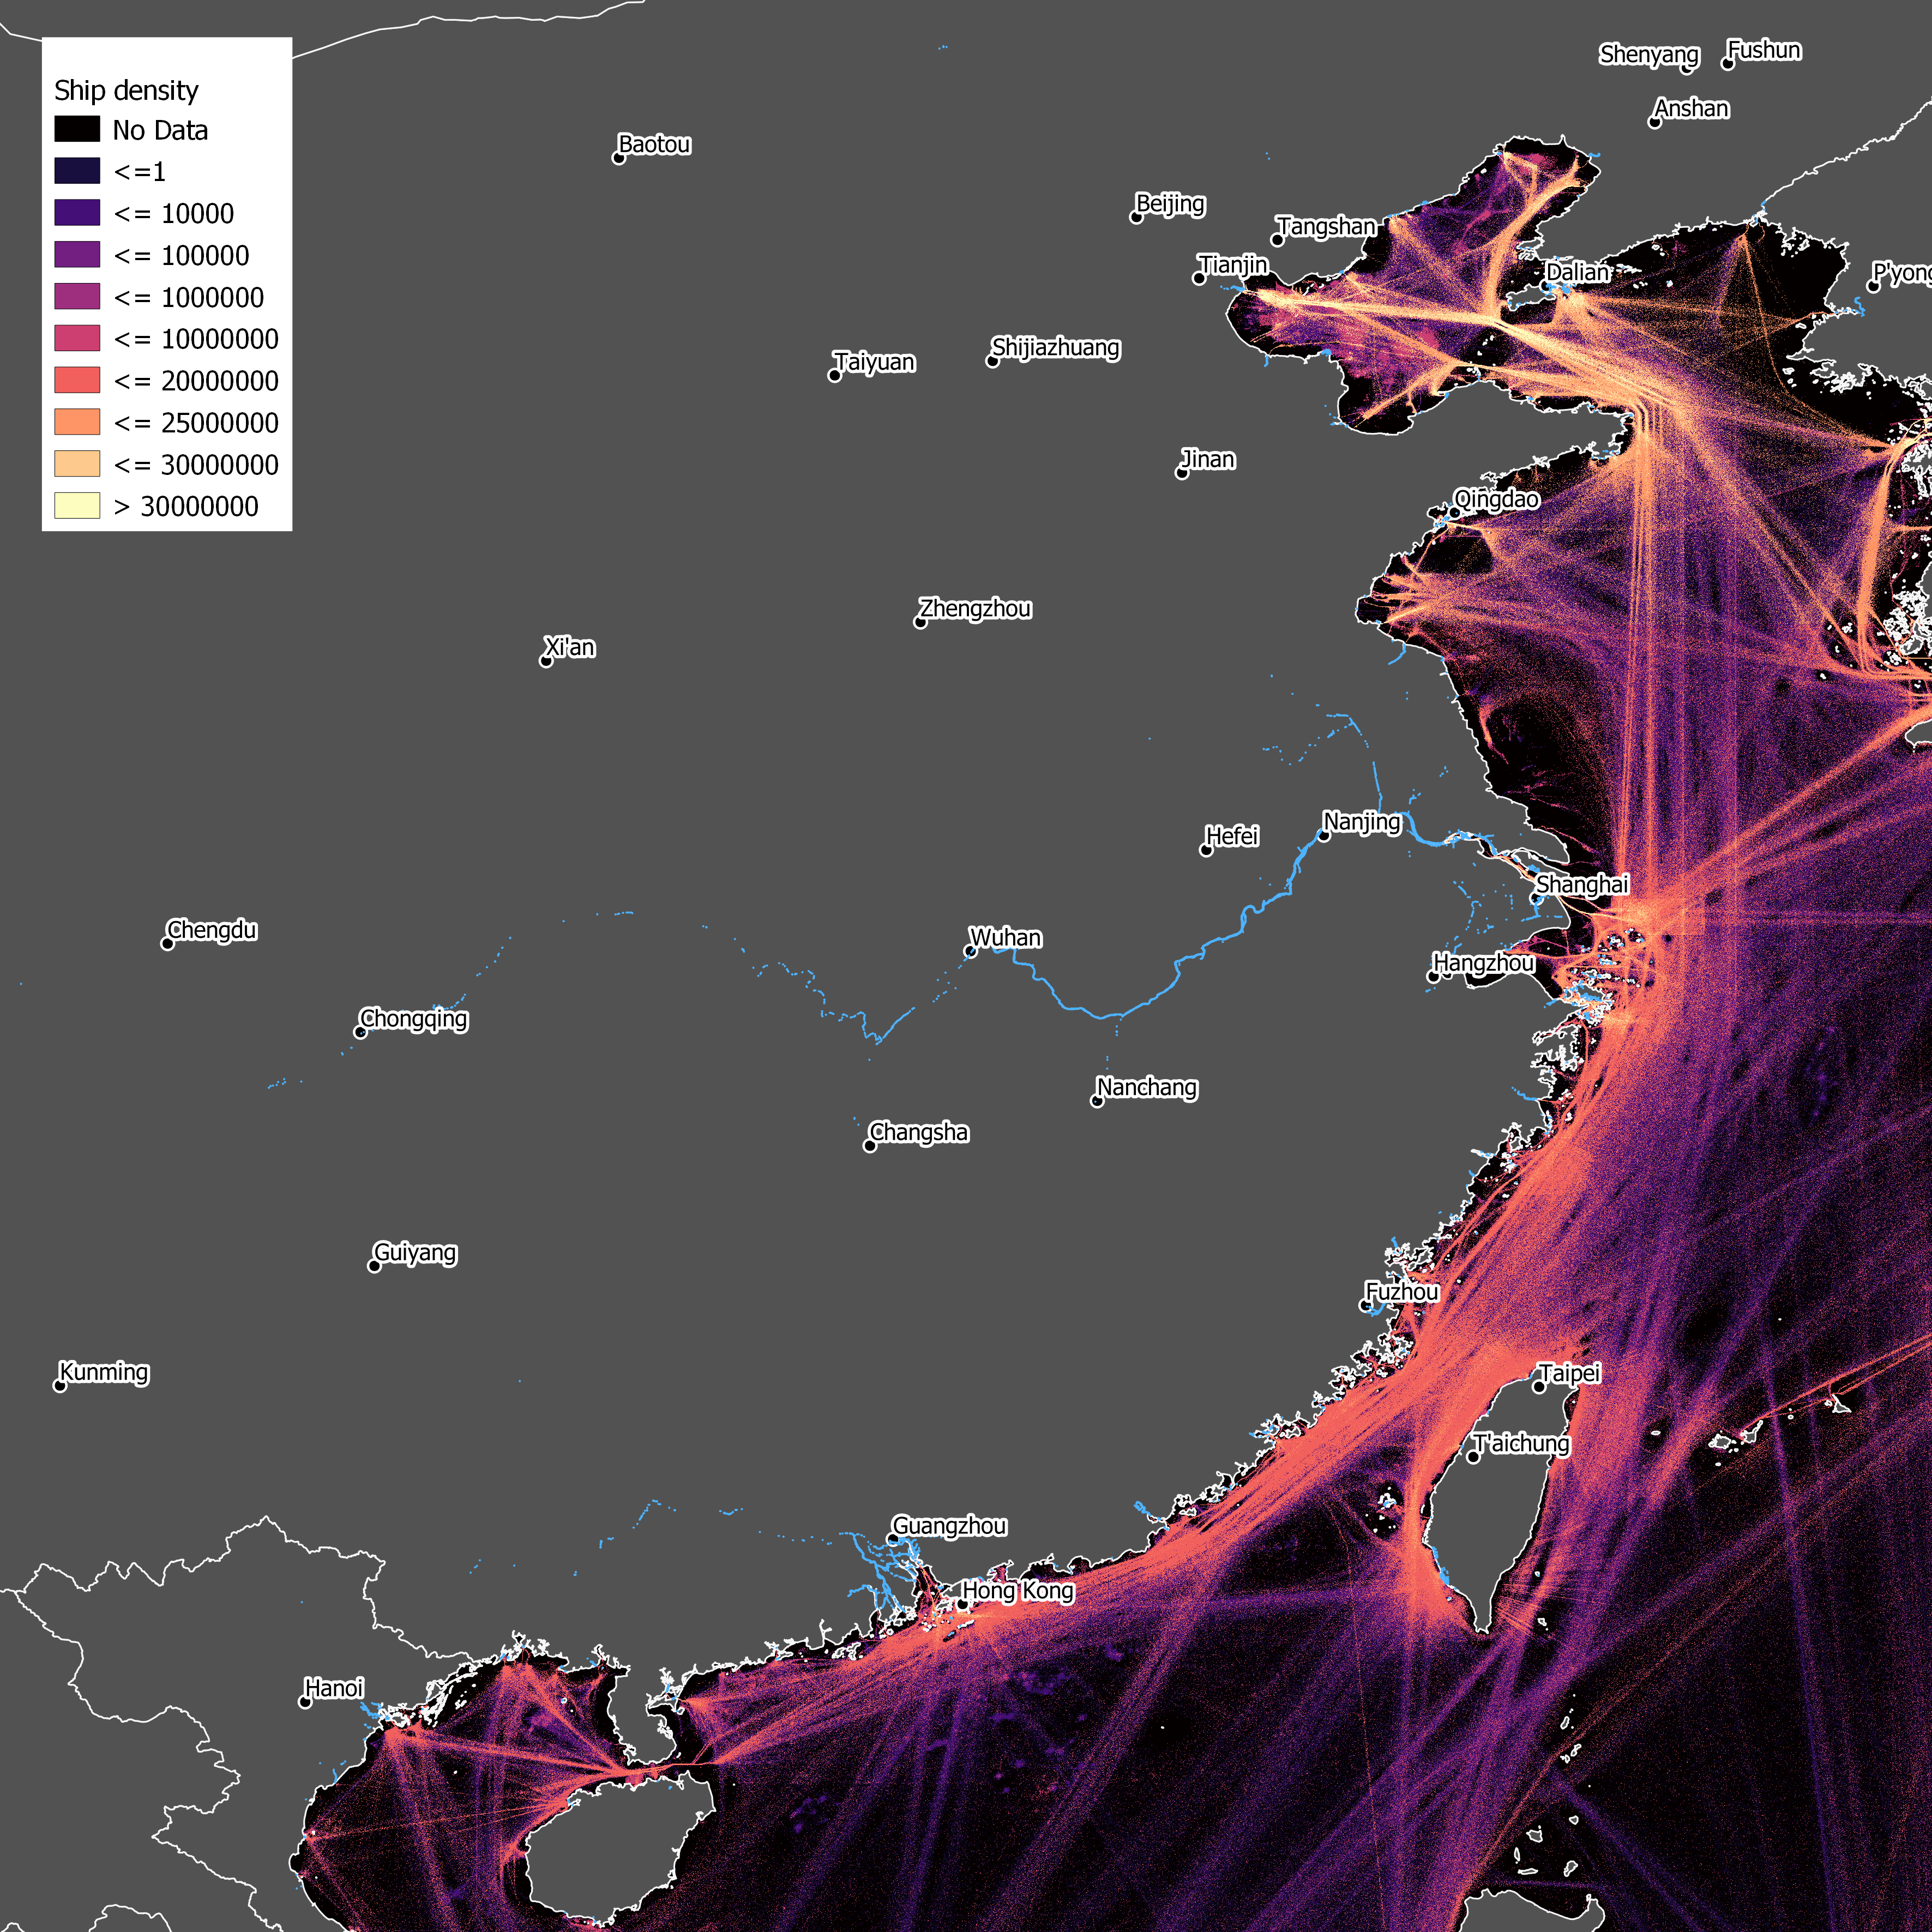 Ship density
No Data
<=1
<= 10000
<= 100000
<= 1000000
<= 10000000
<= 20000000
<= 25000000
<= 30000000
> 30000000
Shenyang
Fushun
Anshan
Baotou
Beijing
Tangshan
Tianjin
Dalian
P'yong
Shijiazhuang
Taiyuan
Jinan
Qingdao
Zhengzhou
Xi'an
Nanjing
Hefei
Shanghai
Chengdu
Wuhan
Hangzhou
Chongqing
Nanchang
Changsha
Guiyang
Fuzhou
Kunming
Taipei
T'aichung
Guangzhou
Hong Kong
Hanoi